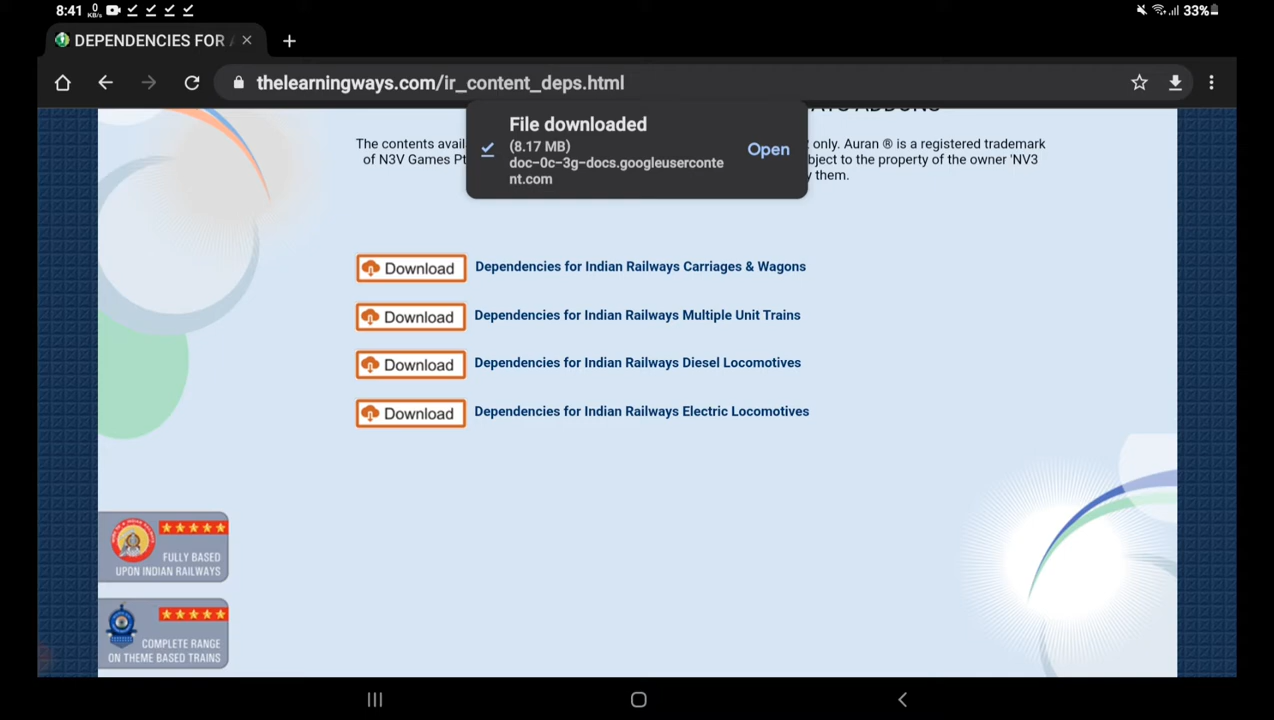 8:41 0 KB/s 33%
DEPENDENCIES FOR
thelearningways.com/ir_content_deps.html
File downloaded
(8.17 MB)
doc-0c-3g-docs.googleuserconte
nt.com
Open
ADDONS
The contents avail only. Auran ® is a registered trademark
of N3V Games Pt bject to the property of the owner 'NV3
y them.
Download Dependencies for Indian Railways Carriages & Wagons
Download Dependencies for Indian Railways Multiple Unit Trains
Download Dependencies for Indian Railways Diesel Locomotives
Download Dependencies for Indian Railways Electric Locomotives
FULLY BASED
UPON INDIAN RAILWAYS
COMPLETE RANGE
ON THEME BASED TRAINS